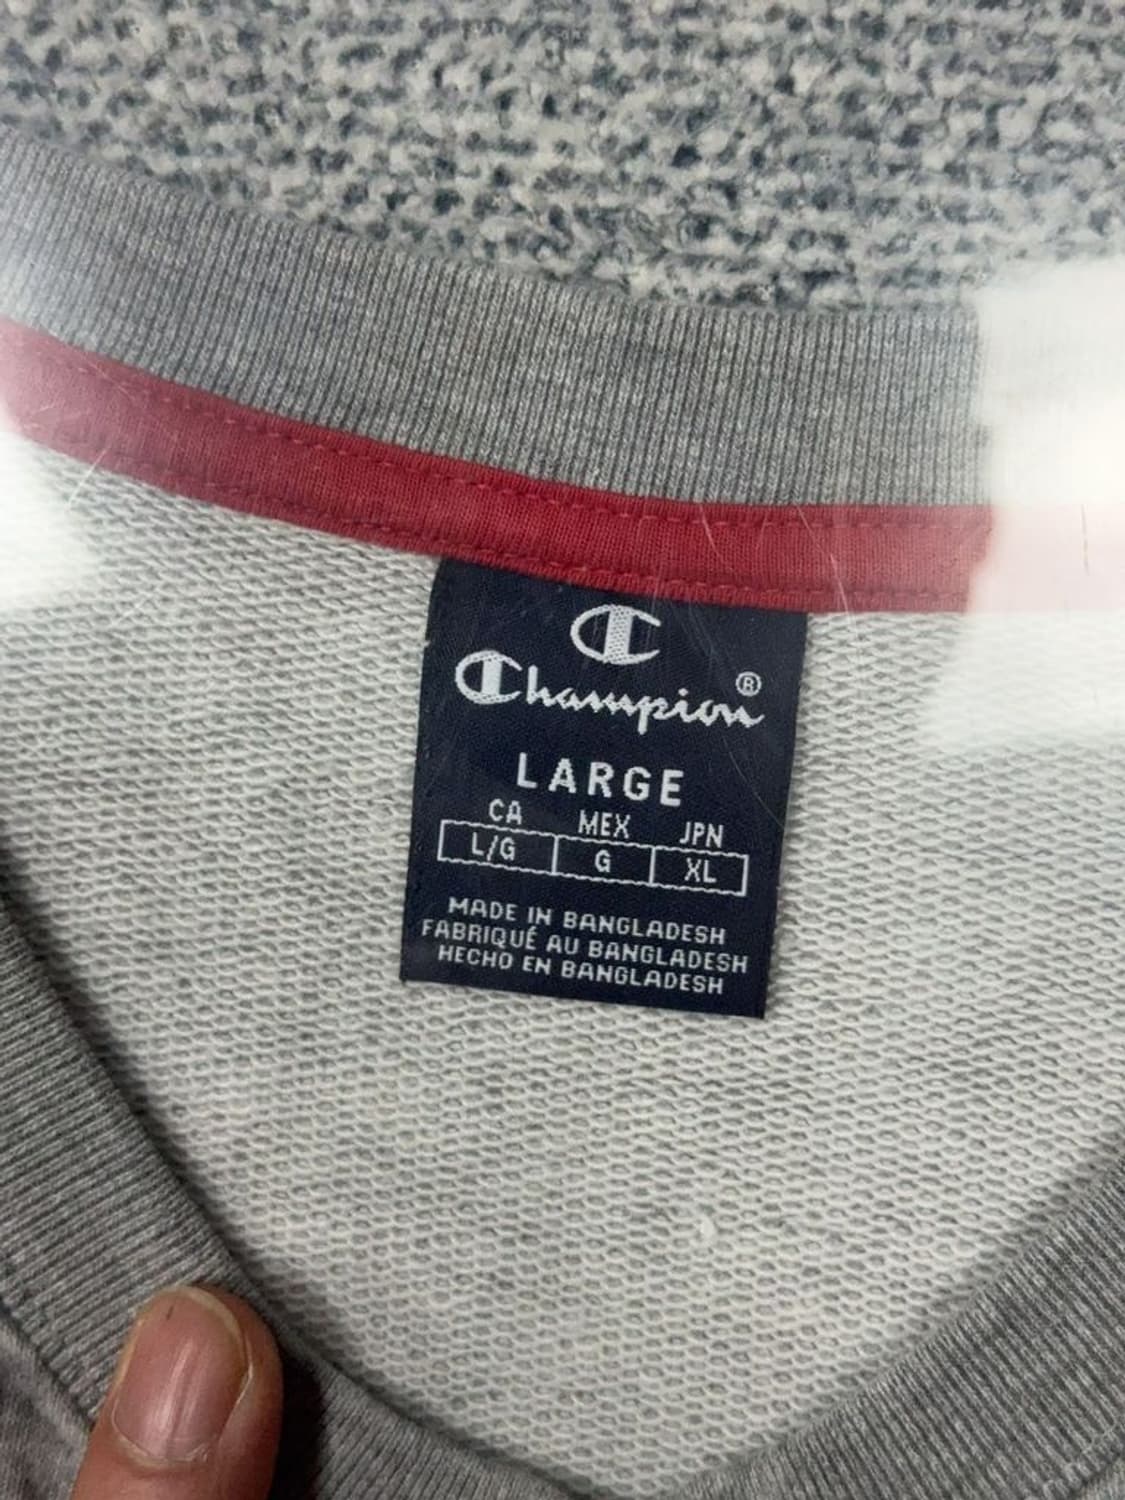 Champion®
LARGE
CA MEX JPN
L/G G XL
MADE IN BANGLADESH
FABRIQUÉ AU BANGLADESH
HECHO EN BANGLADESH